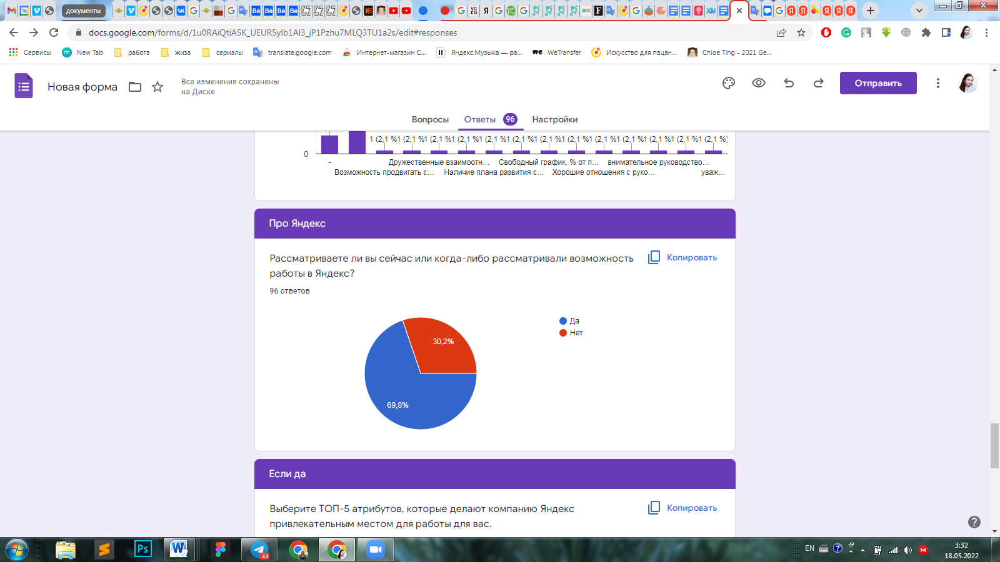 документы
docs.google.com/forms/d/1u0RAiQtiA5K_UEUR5yIb1AI3_jP1Pzhu7MLQ3TU1a2s/edit#responses
Сервисы
New Tab
работа
жиза
сериалы
translate.google.com
Интернет-магазин С...
Яндекс.Музыка — ра...
WeTransfer
Искусство для пацан...
Chloe Ting - 2021 Ge...
Новая форма
Все изменения сохранены
на Диске
Отправить
Вопросы
Ответы 96
Настройки
1 (2,1 %1 (2,1 %1 (2,1 %1 (2,1 %1 (2,1 %1 (2,1 %1 (2,1 %1 (2,1 %1 (2,1 %1 (2,1 %1 (2,1 %1 (2,1 %1 (2,1 %)
0
- Дружественные взаимоотн... Свободный график, % от п... внимательное руководство...
Возможность продвигать с... Наличие плана развития с... Хорошие отношения с руко... уваж...
Про Яндекс
Рассматриваете ли вы сейчас или когда-либо рассматривали возможность
работы в Яндекс?
Копировать
96 ответов
Да
Нет
30,2%
69,8%
Если да
Выберите ТОП-5 атрибутов, которые делают компанию Яндекс
привлекательным местом для работы для вас.
Копировать
Ps
.69
EN
3:32
18.05.2022